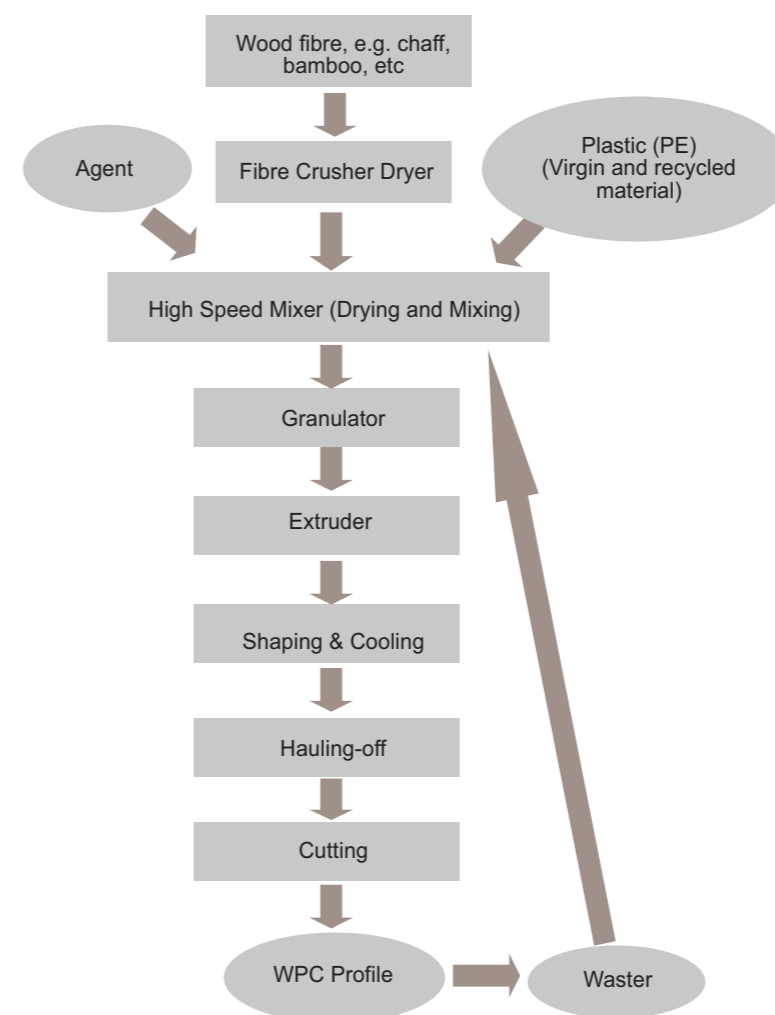 Wood fibre, e.g. chaff,
bamboo, etc
Agent
Fibre Crusher Dryer
Plastic (PE)
(Virgin and recycled
material)
High Speed Mixer (Drying and Mixing)
Granulator
Extruder
Shaping & Cooling
Hauling-off
Cutting
WPC Profile
Waster